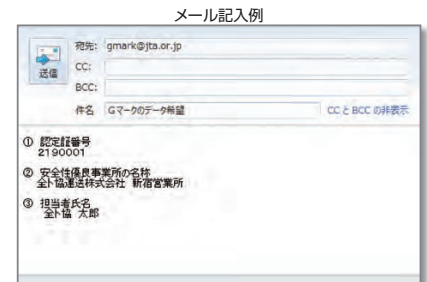 メール記入例
宛先: gmark@jta.or.jp
送信
CC:
BCC:
件名 Gマークのデータ希望 CC と BCC の非表示
① 認定証番号
2190001
② 安全性優良事業所の名称
全ト協運送株式会社 新宿営業所
③ 担当者氏名
全ト協 太郎